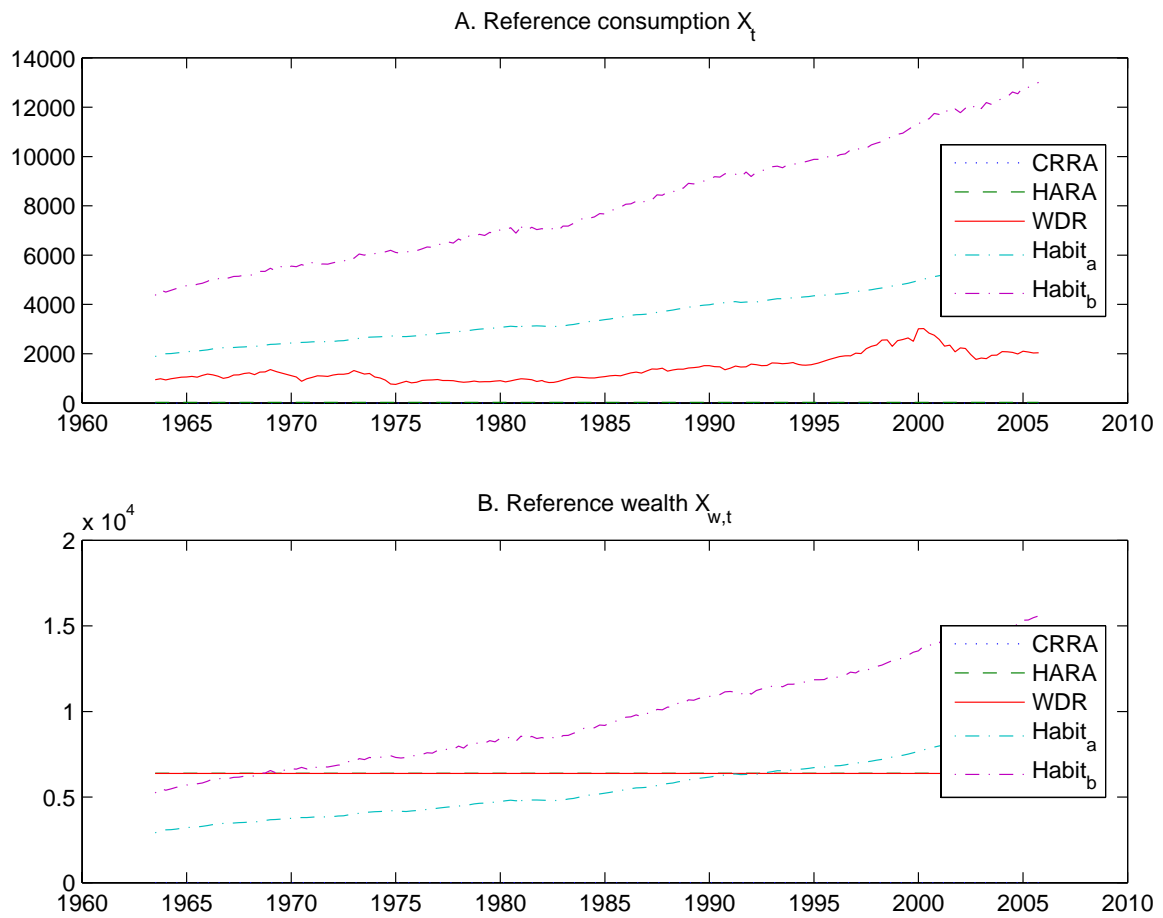 A. Reference consumption X_t
14000
12000
10000
8000
6000
4000
2000
0
CRRA
HARA
WDR
Habit_a
Habit_b
1960 1965 1970 1975 1980 1985 1990 1995 2000 2005 2010
B. Reference wealth X_w,t
x 10^4
2
1.5
1
0.5
0
CRRA
HARA
WDR
Habit_a
Habit_b
1960 1965 1970 1975 1980 1985 1990 1995 2000 2005 2010